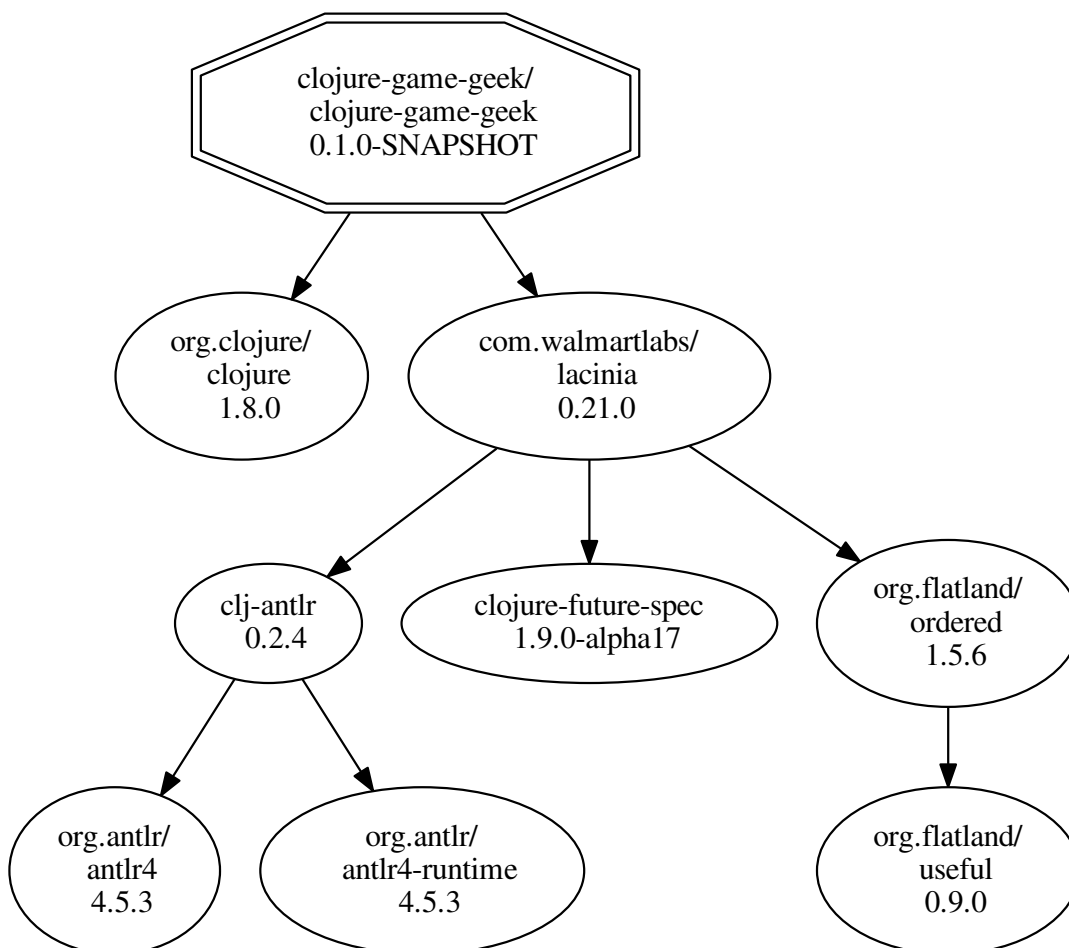 clojure-game-geek/
clojure-game-geek
0.1.0-SNAPSHOT
org.clojure/
clojure
1.8.0
com.walmartlabs/
lacinia
0.21.0
clj-antlr
0.2.4
clojure-future-spec
1.9.0-alpha17
org.flatland/
ordered
1.5.6
org.antlr/
antlr4
4.5.3
org.antlr/
antlr4-runtime
4.5.3
org.flatland/
useful
0.9.0